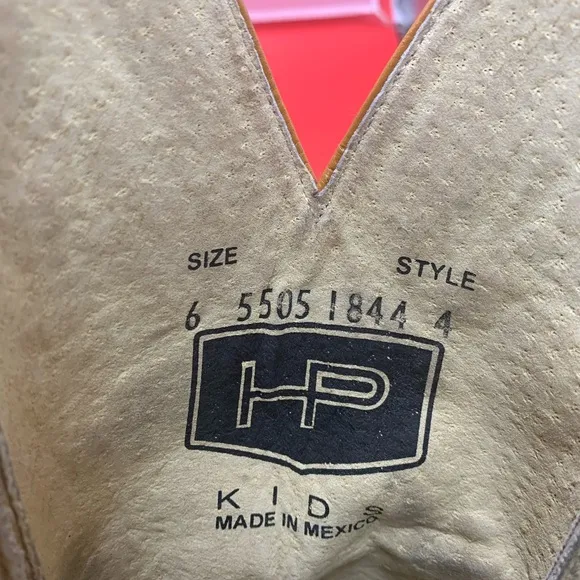 SIZE STYLE
6 5505 1844 4
HP
KIDS
MADE IN MEXICO